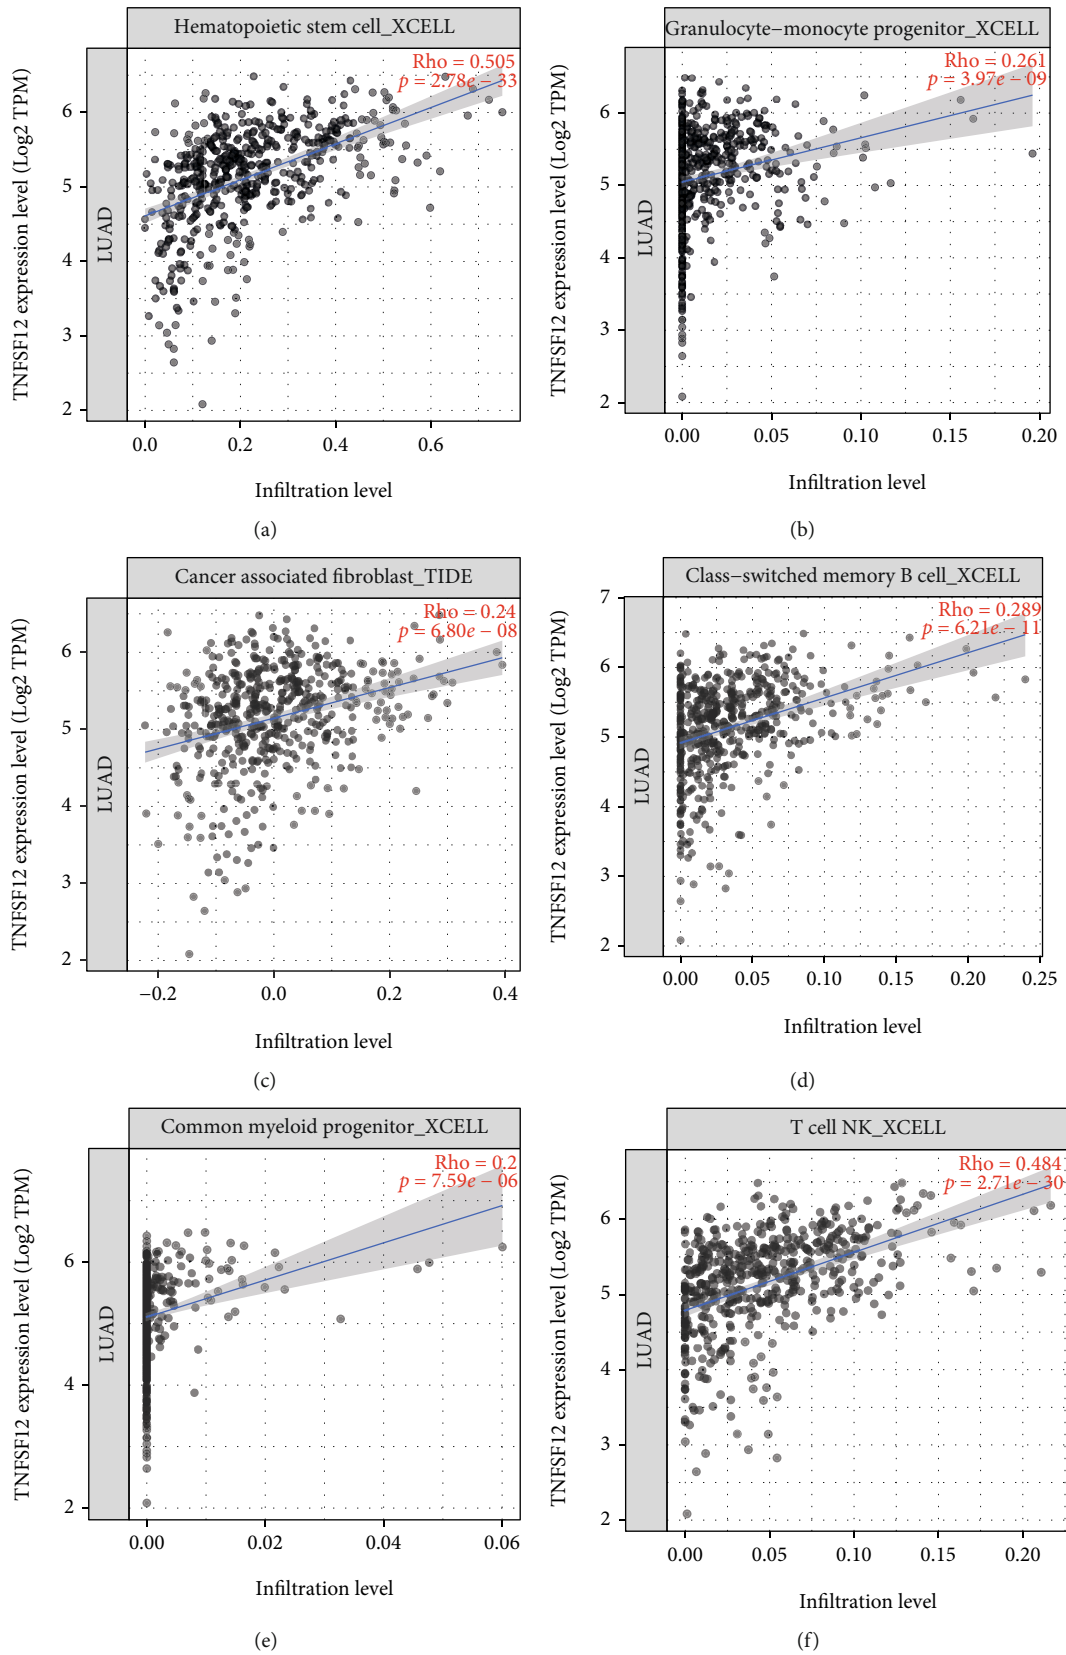 Hematopoietic stem cell_XCELL
Rho = 0.505
p = 2.78e − 33
TNFSF12 expression level (Log2 TPM)
LUAD
6
5
4
3
2
0.0 0.2 0.4 0.6
Infiltration level
(a)
Granulocyte−monocyte progenitor_XCELL
Rho = 0.261
p = 3.97e − 09
TNFSF12 expression level (Log2 TPM)
LUAD
6
5
4
3
2
0.00 0.05 0.10 0.15 0.20
Infiltration level
(b)
Cancer associated fibroblast_TIDE
Rho = 0.24
p = 6.80e − 08
TNFSF12 expression level (Log2 TPM)
LUAD
6
5
4
3
2
−0.2 0.0 0.2 0.4
Infiltration level
(c)
Class−switched memory B cell_XCELL
Rho = 0.289
p = 6.21e − 11
TNFSF12 expression level (Log2 TPM)
LUAD
7
6
5
4
3
2
0.00 0.05 0.10 0.15 0.20 0.25
Infiltration level
(d)
Common myeloid progenitor_XCELL
Rho = 0.2
p = 7.59e − 06
TNFSF12 expression level (Log2 TPM)
LUAD
6
4
2
0.00 0.02 0.04 0.06
Infiltration level
(e)
T cell NK_XCELL
Rho = 0.484
p = 2.71e − 30
TNFSF12 expression level (Log2 TPM)
LUAD
6
5
4
3
2
0.00 0.05 0.10 0.15 0.20
Infiltration level
(f)